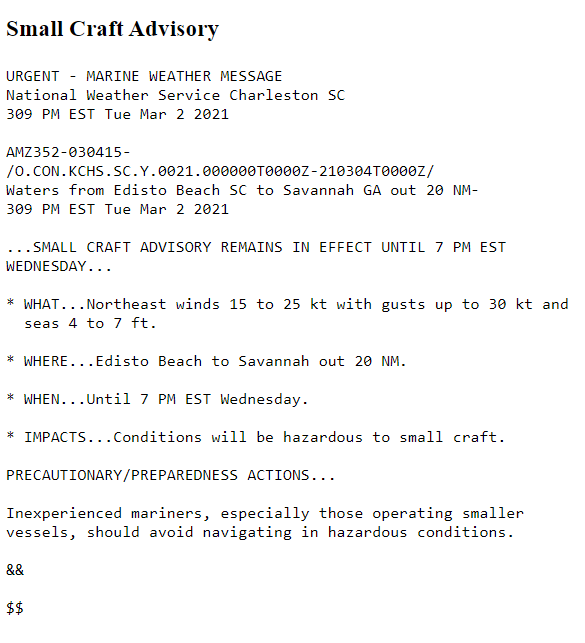 Small Craft Advisory
URGENT - MARINE WEATHER MESSAGE
National Weather Service Charleston SC
309 PM EST Tue Mar 2 2021
AMZ352-030415-
/O.CON.KCHS.SC.Y.0021.000000T0000Z-210304T0000Z/
Waters from Edisto Beach SC to Savannah GA out 20 NM-
309 PM EST Tue Mar 2 2021
...SMALL CRAFT ADVISORY REMAINS IN EFFECT UNTIL 7 PM EST
WEDNESDAY...
* WHAT...Northeast winds 15 to 25 kt with gusts up to 30 kt and
seas 4 to 7 ft.
* WHERE...Edisto Beach to Savannah out 20 NM.
* WHEN...Until 7 PM EST Wednesday.
* IMPACTS...Conditions will be hazardous to small craft.
PRECAUTIONARY/PREPAREDNESS ACTIONS...
Inexperienced mariners, especially those operating smaller
vessels, should avoid navigating in hazardous conditions.
&&
$$